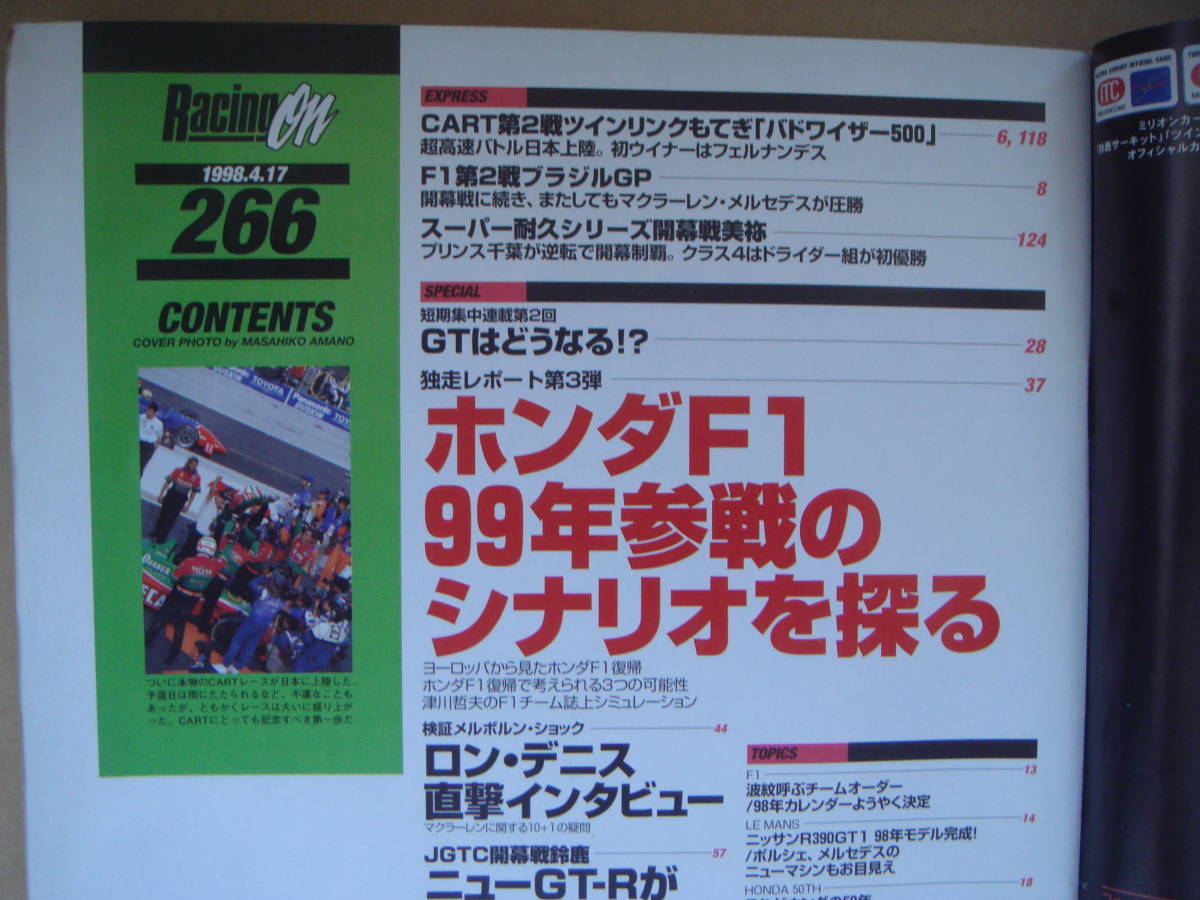 Racing On
1998.4.17
266
CONTENTS
COVER PHOTO by MASAHIKO AMANO
TOYOTA
Panasonic
ついに本物のCARTレースが日本に上陸した。
予選日は雨にたたられるなど、不運なことも
あったが、ともかくレースは大いに盛り上が
った。CARTにとっても記念すべき第一歩だ
EXPRESS
CART第2戦ツインリンクもてぎ「バドワイザー500」 6, 118
超高速バトル日本上陸。初ウイナーはフェルナンデス
F1第2戦ブラジルGP 8
開幕戦に続き、またしてもマクラーレン・メルセデスが圧勝
スーパー耐久シリーズ開幕戦美祢 124
プリンス千葉が逆転で開幕制覇。クラス4はドライダー組が初優勝
SPECIAL
短期集中連載第2回
GTはどうなる!? 28
独走レポート第3弾 37
ホンダF1
99年参戦の
シナリオを探る
ヨーロッパから見たホンダF1復帰
ホンダF1復帰で考えられる3つの可能性
津川哲夫のF1チーム誌上シミュレーション
検証メルボルン・ショック 44
ロン・デニス
直撃インタビュー
マクラーレンに関する10+1の疑問
JGTC開幕戦鈴鹿 57
ニューGT-Rが
TOPICS
F1 13
波紋呼ぶチームオーダー
/98年カレンダーようやく決定
LE MANS 14
ニッサンR390GT1 98年モデル完成!
/ポルシェ、メルセデスの
ニューマシンもお目見え
HONDA 50TH 18
CIRCUIT OFFICIAL CARD
ミリオンカー
オフィシャルカ